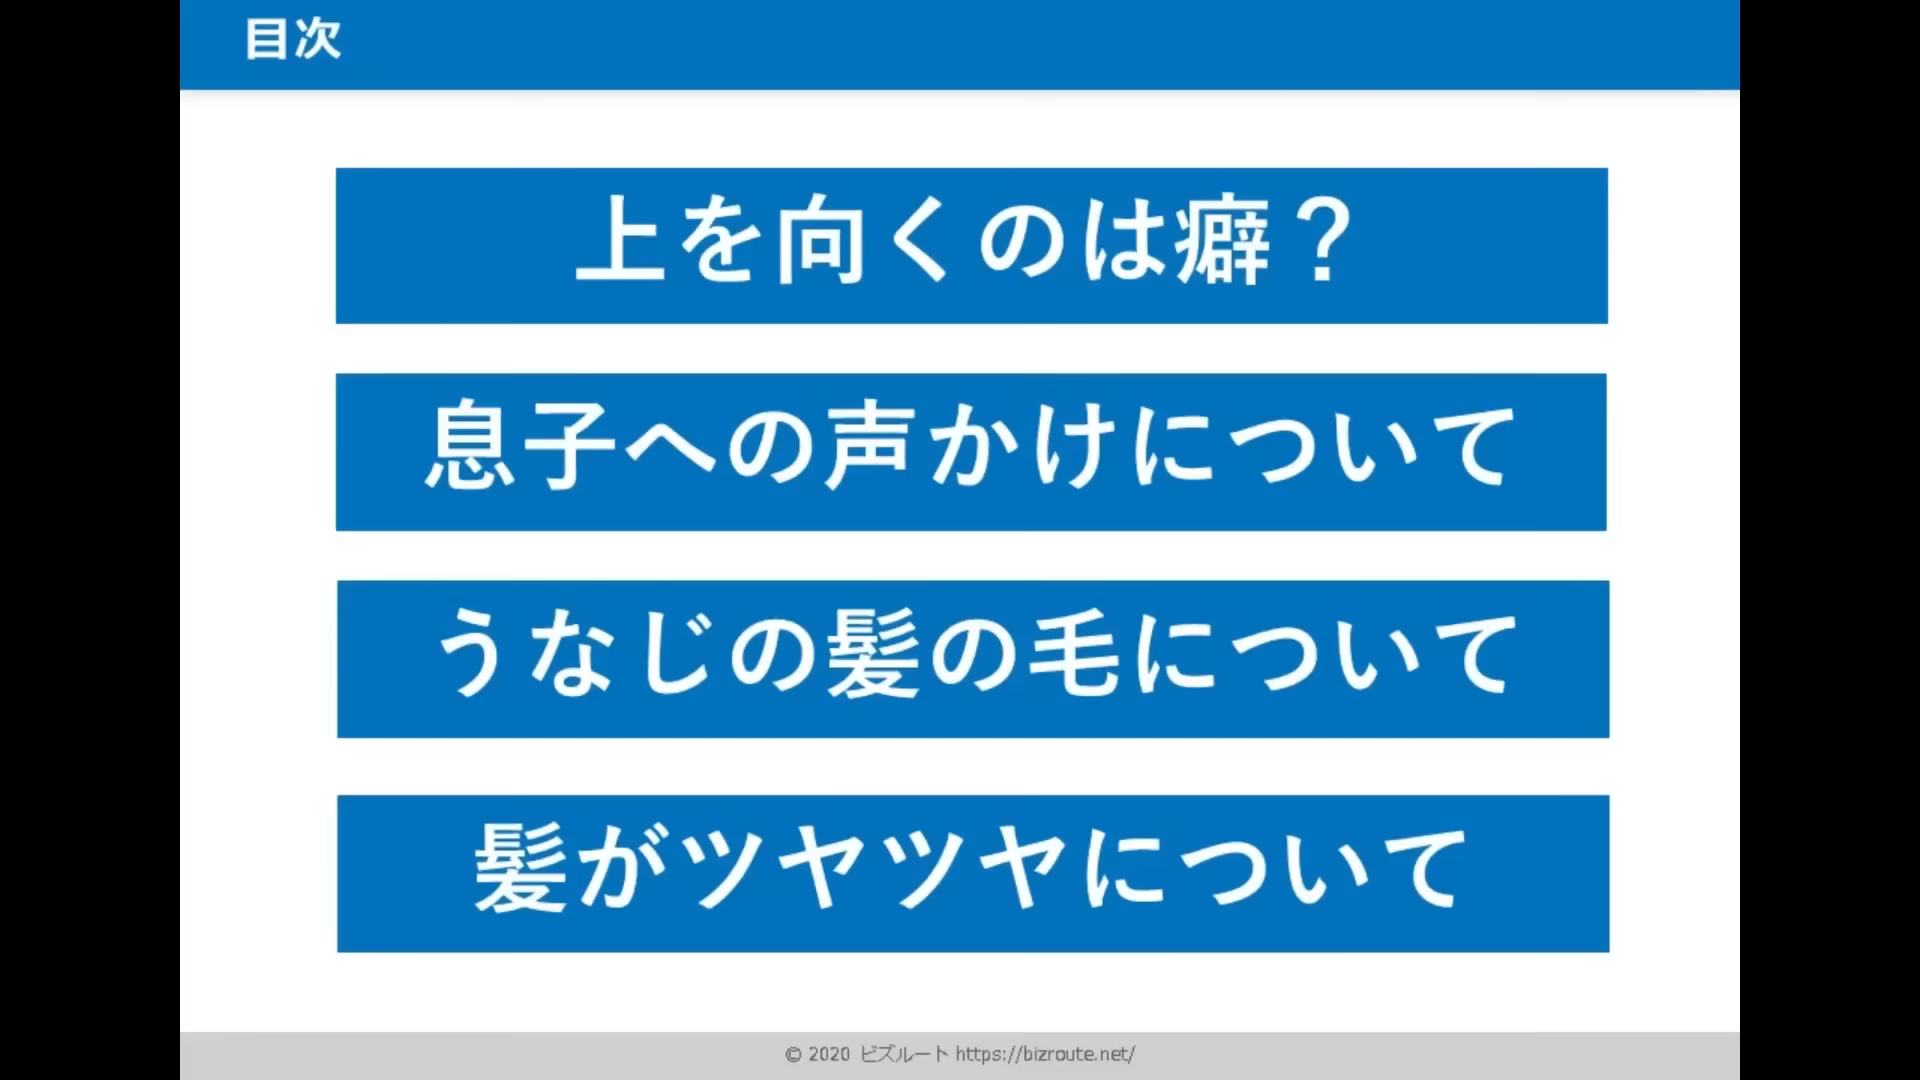 目次
上を向くのは癖？
息子への声かけについて
うなじの髪の毛について
髪がツヤツヤについて
© 2020 ビズルート https://bizroute.net/